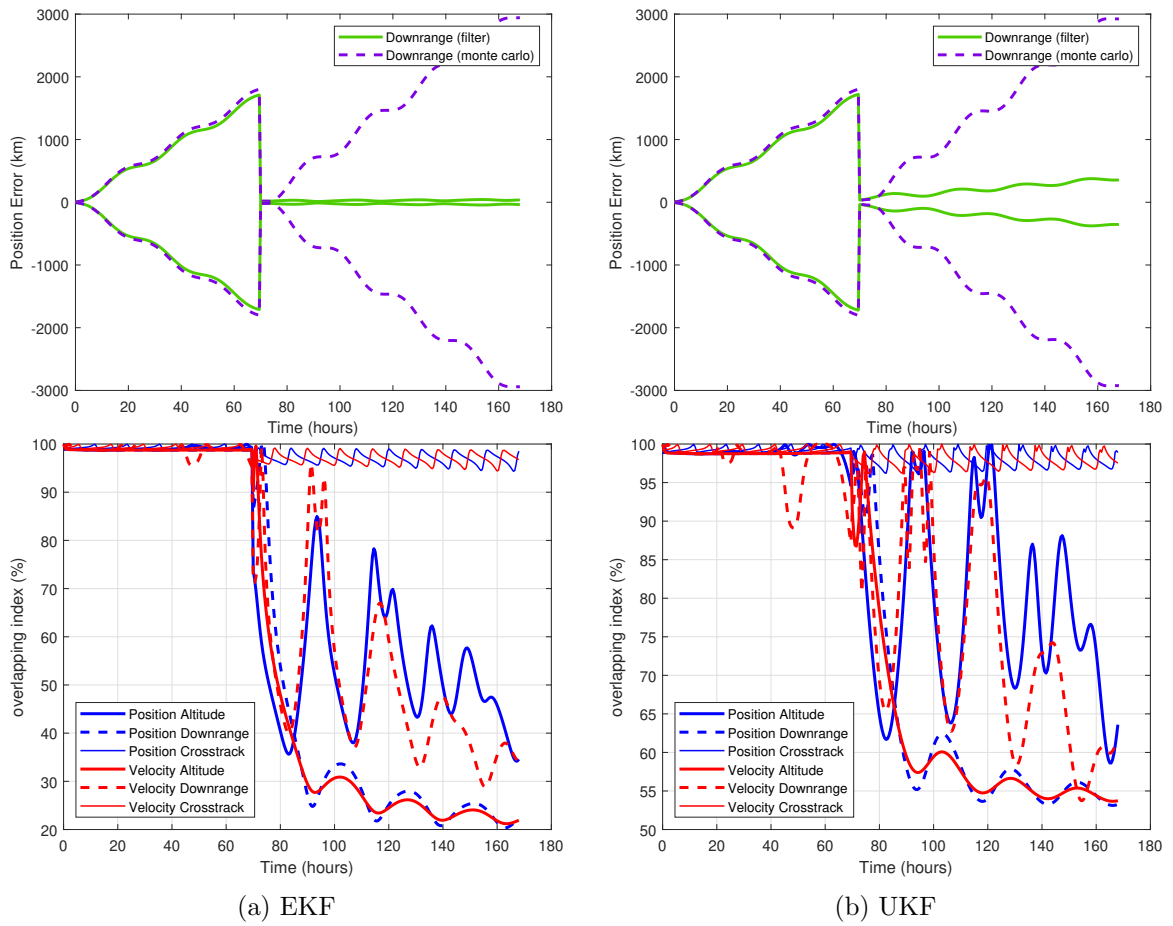 3000
2000
1000
0
-1000
-2000
-3000
Position Error (km)
Downrange (filter)
Downrange (monte carlo)
0 20 40 60 80 100 120 140 160 180
Time (hours)
3000
2000
1000
0
-1000
-2000
-3000
Position Error (km)
Downrange (filter)
Downrange (monte carlo)
0 20 40 60 80 100 120 140 160 180
Time (hours)
100
90
80
70
60
50
40
30
20
overlapping index (%)
Position Altitude
Position Downrange
Position Crosstrack
Velocity Altitude
Velocity Downrange
Velocity Crosstrack
0 20 40 60 80 100 120 140 160 180
Time (hours)
(a) EKF
100
95
90
85
80
75
70
65
60
55
50
overlapping index (%)
Position Altitude
Position Downrange
Position Crosstrack
Velocity Altitude
Velocity Downrange
Velocity Crosstrack
0 20 40 60 80 100 120 140 160 180
Time (hours)
(b) UKF